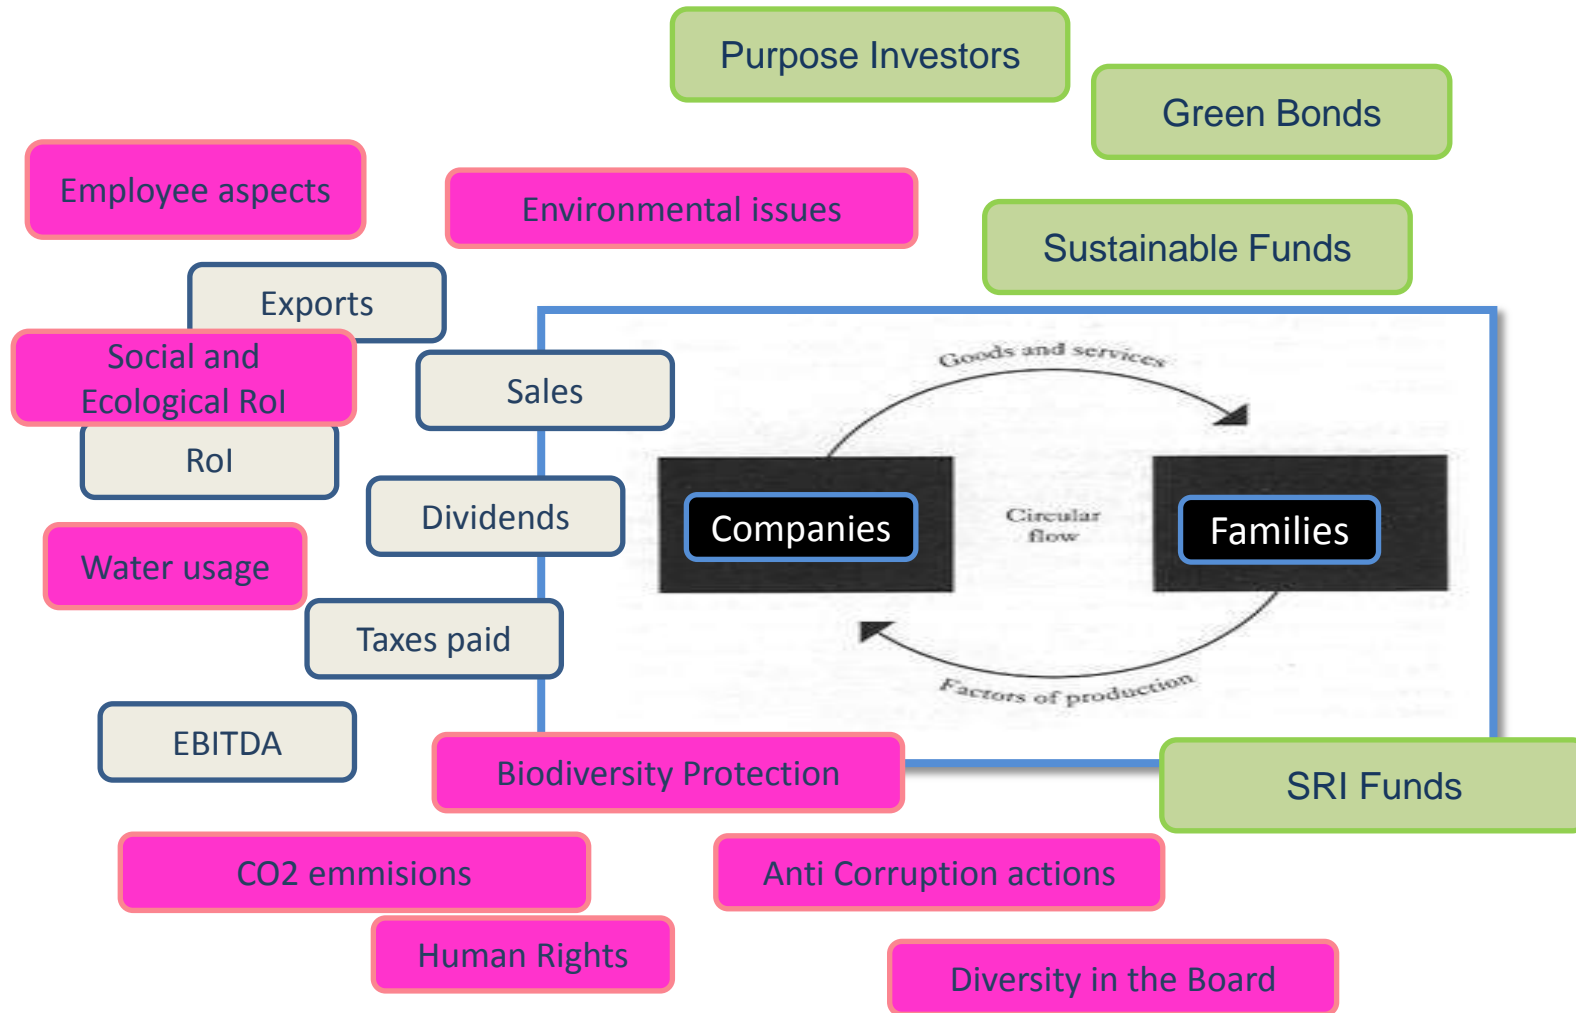 Purpose Investors
Green Bonds
Employee aspects
Environmental issues
Sustainable Funds
Exports
Social and
Ecological RoI
Sales
Goods and services
RoI
Dividends
Companies
Circular
flow
Families
Water usage
Taxes paid
Factors of production
EBITDA
Biodiversity Protection
SRI Funds
CO2 emmisions
Anti Corruption actions
Human Rights
Diversity in the Board